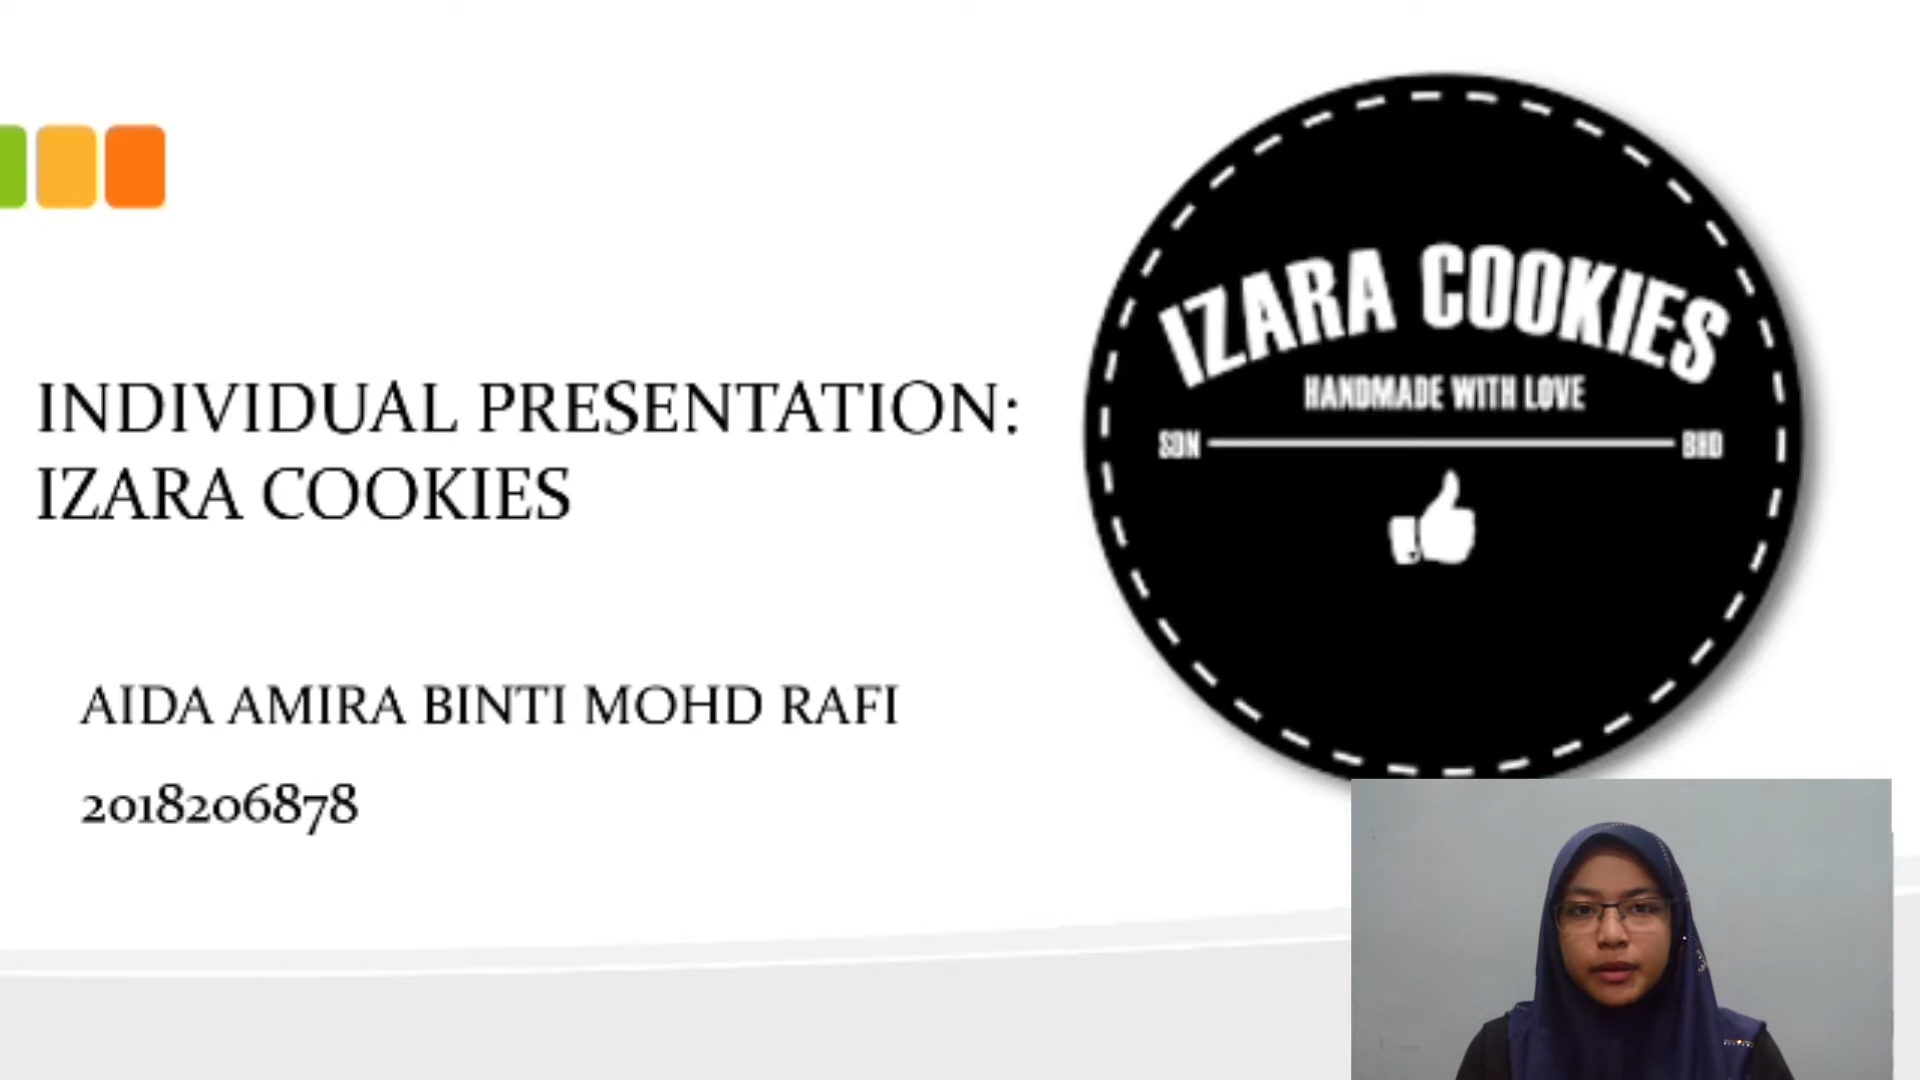 INDIVIDUAL PRESENTATION:
IZARA COOKIES
AIDA AMIRA BINTI MOHD RAFI
2018206878
IZARA COOKIES
HANDMADE WITH LOVE
SDN BHD